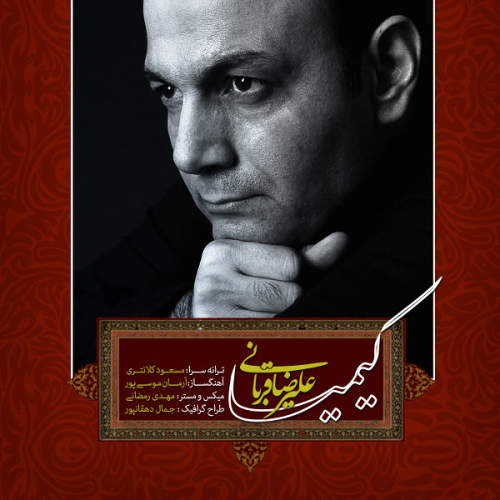 کیمیا
علیرضا قربانی
ترانه سرا: مسعود کلانتری
آهنگساز: آرمان موسی پور
میکس و مستر: مهدی رمضانی
طراح گرافیک: جمال دهقانپور